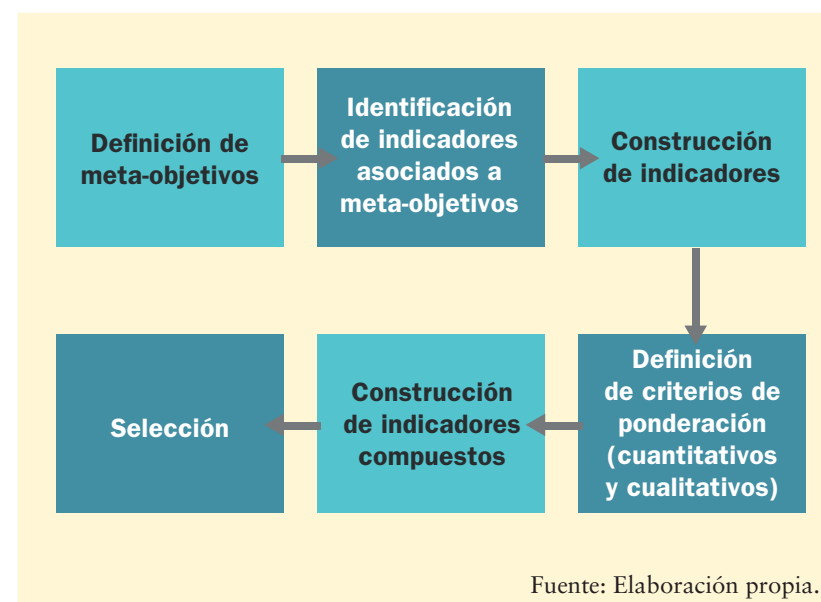 Definición de
meta-objetivos
Identificación
de indicadores
asociados a
meta-objetivos
Construcción
de indicadores
Definición
de criterios de
ponderación
(cuantitativos
y cualitativos)
Construcción
de indicadores
compuestos
Selección
Fuente: Elaboración propia.